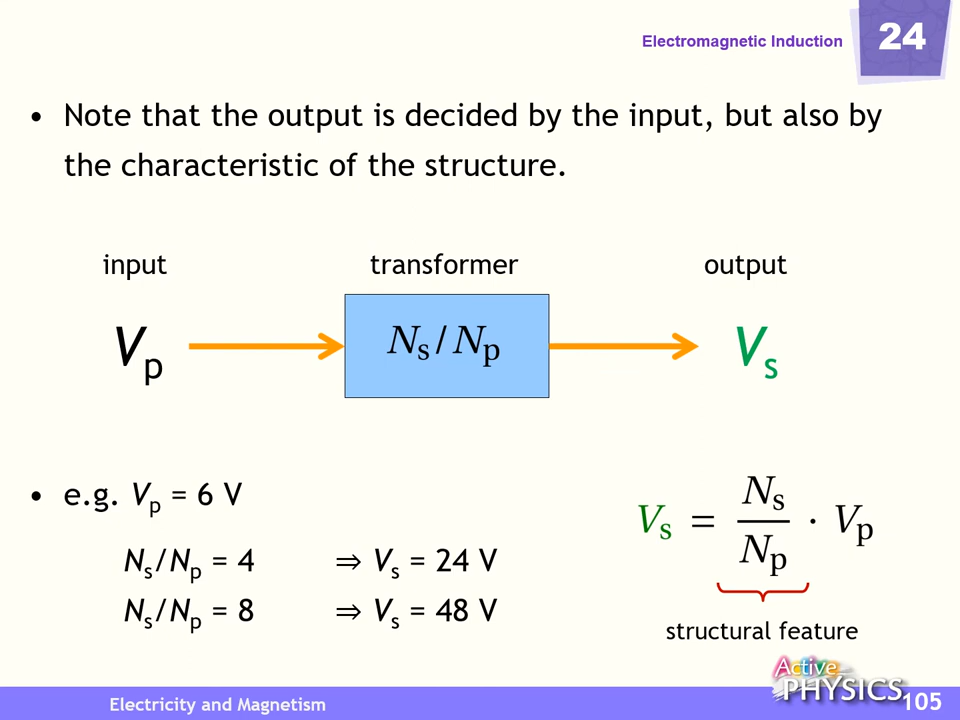 Electromagnetic Induction 24
• Note that the output is decided by the input, but also by
the characteristic of the structure.
input transformer output
Vp Ns/Np Vs
• e.g. Vp = 6 V
Ns/Np = 4 ⇒ Vs = 24 V
Ns/Np = 8 ⇒ Vs = 48 V
Vs = Ns/Np · Vp
structural feature
Active PHYSICS
Electricity and Magnetism 105